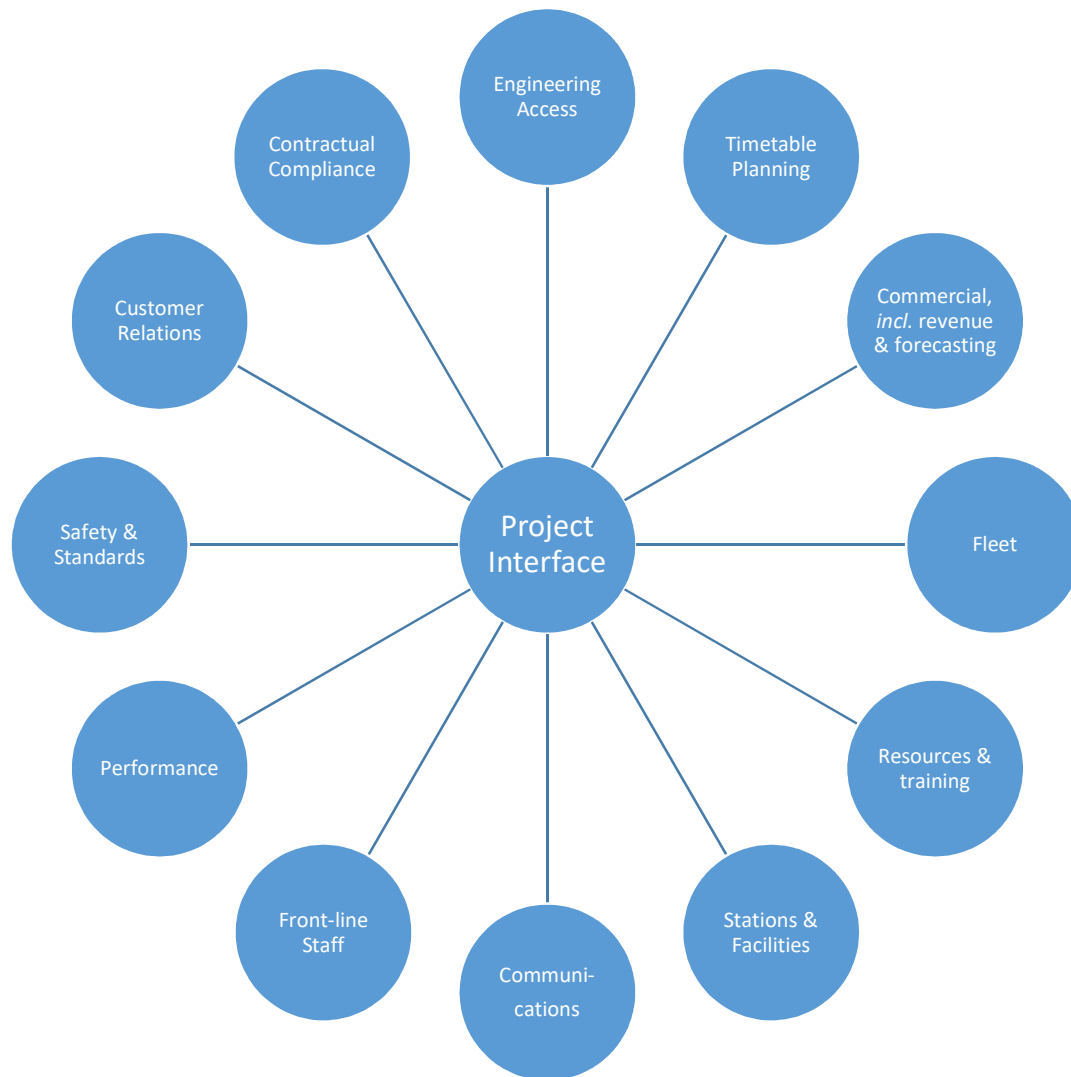 Engineering
Access
Timetable
Planning
Commercial,
incl. revenue
& forecasting
Fleet
Resources &
training
Stations &
Facilities
Communi-
cations
Front-line
Staff
Performance
Safety &
Standards
Customer
Relations
Contractual
Compliance
Project
Interface